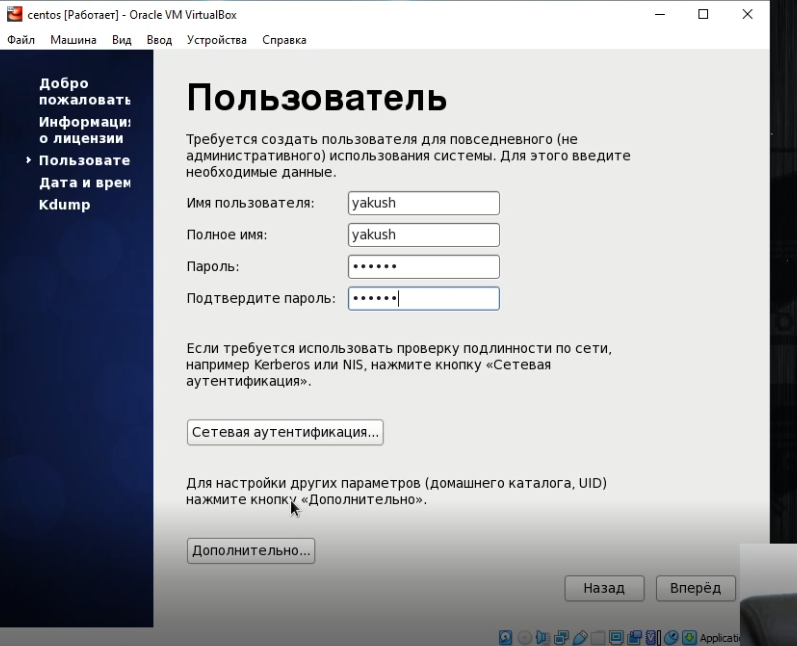 centos [Работает] - Oracle VM VirtualBox
Файл Машина Вид Ввод Устройства Справка
Добро
пожаловать
Информация
о лицензии
Пользовате
Дата и врем
Kdump
Пользователь
Требуется создать пользователя для повседневного (не
административного) использования системы. Для этого введите
необходимые данные.
Имя пользователя: yakush
Полное имя: yakush
Пароль: ••••••
Подтвердите пароль: ••••••
Если требуется использовать проверку подлинности по сети,
например Kerberos или NIS, нажмите кнопку «Сетевая
аутентификация».
Сетевая аутентификация...
Для настройки других параметров (домашнего каталога, UID)
нажмите кнопку «Дополнительно».
Дополнительно...
Назад Вперёд
Applicati